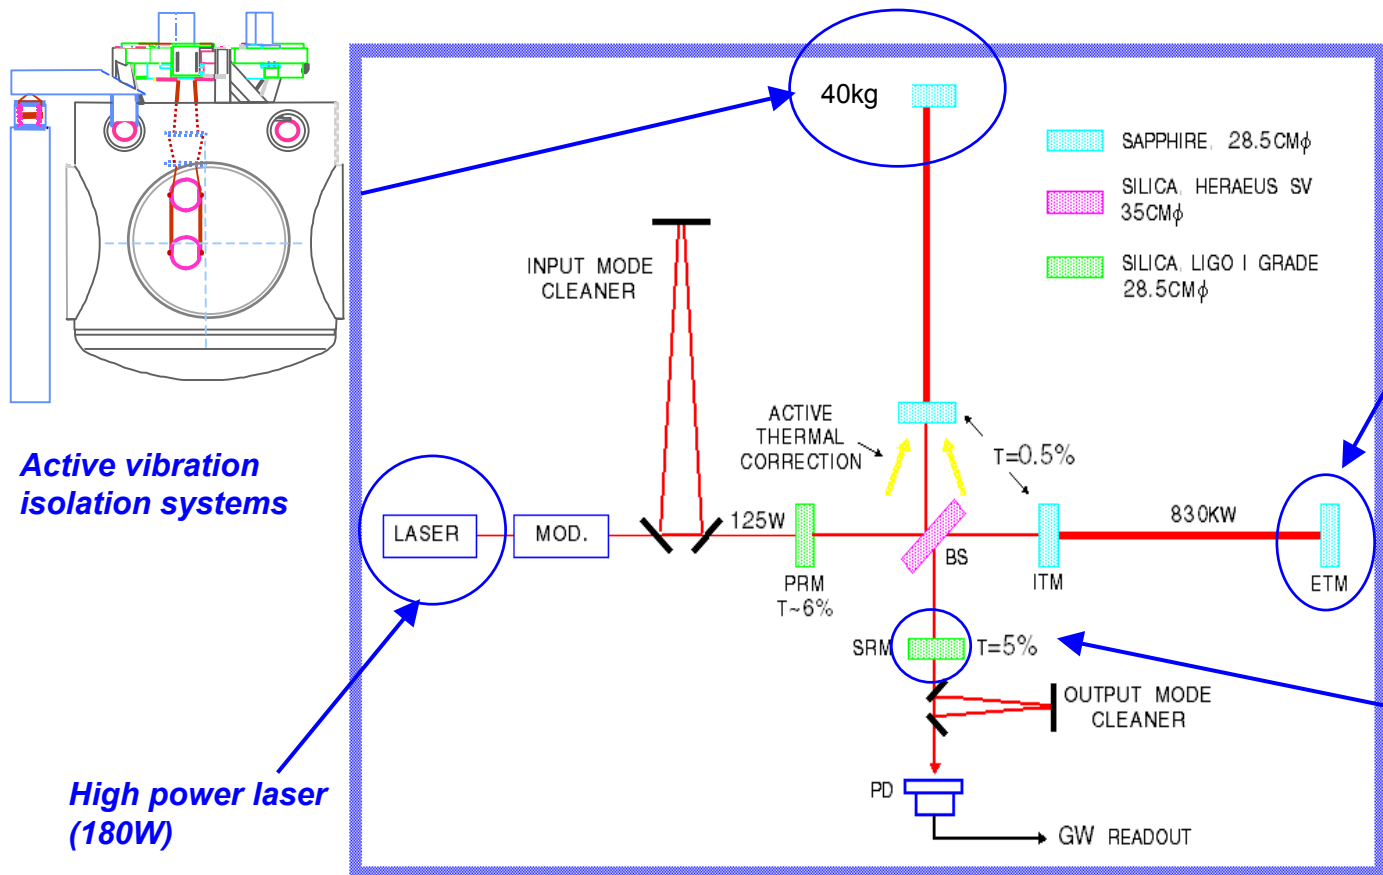 40kg
SAPPHIRE, 28.5CMϕ
SILICA, HERAEUS SV
35CMϕ
SILICA, LIGO I GRADE
28.5CMϕ
INPUT MODE
CLEANER
ACTIVE
THERMAL
CORRECTION
T=0.5%
Active vibration
isolation systems
LASER
MOD.
125W
830KW
BS
PRM
T~6%
ITM
ETM
SRM
T=5%
OUTPUT MODE
CLEANER
PD
GW READOUT
High power laser
(180W)